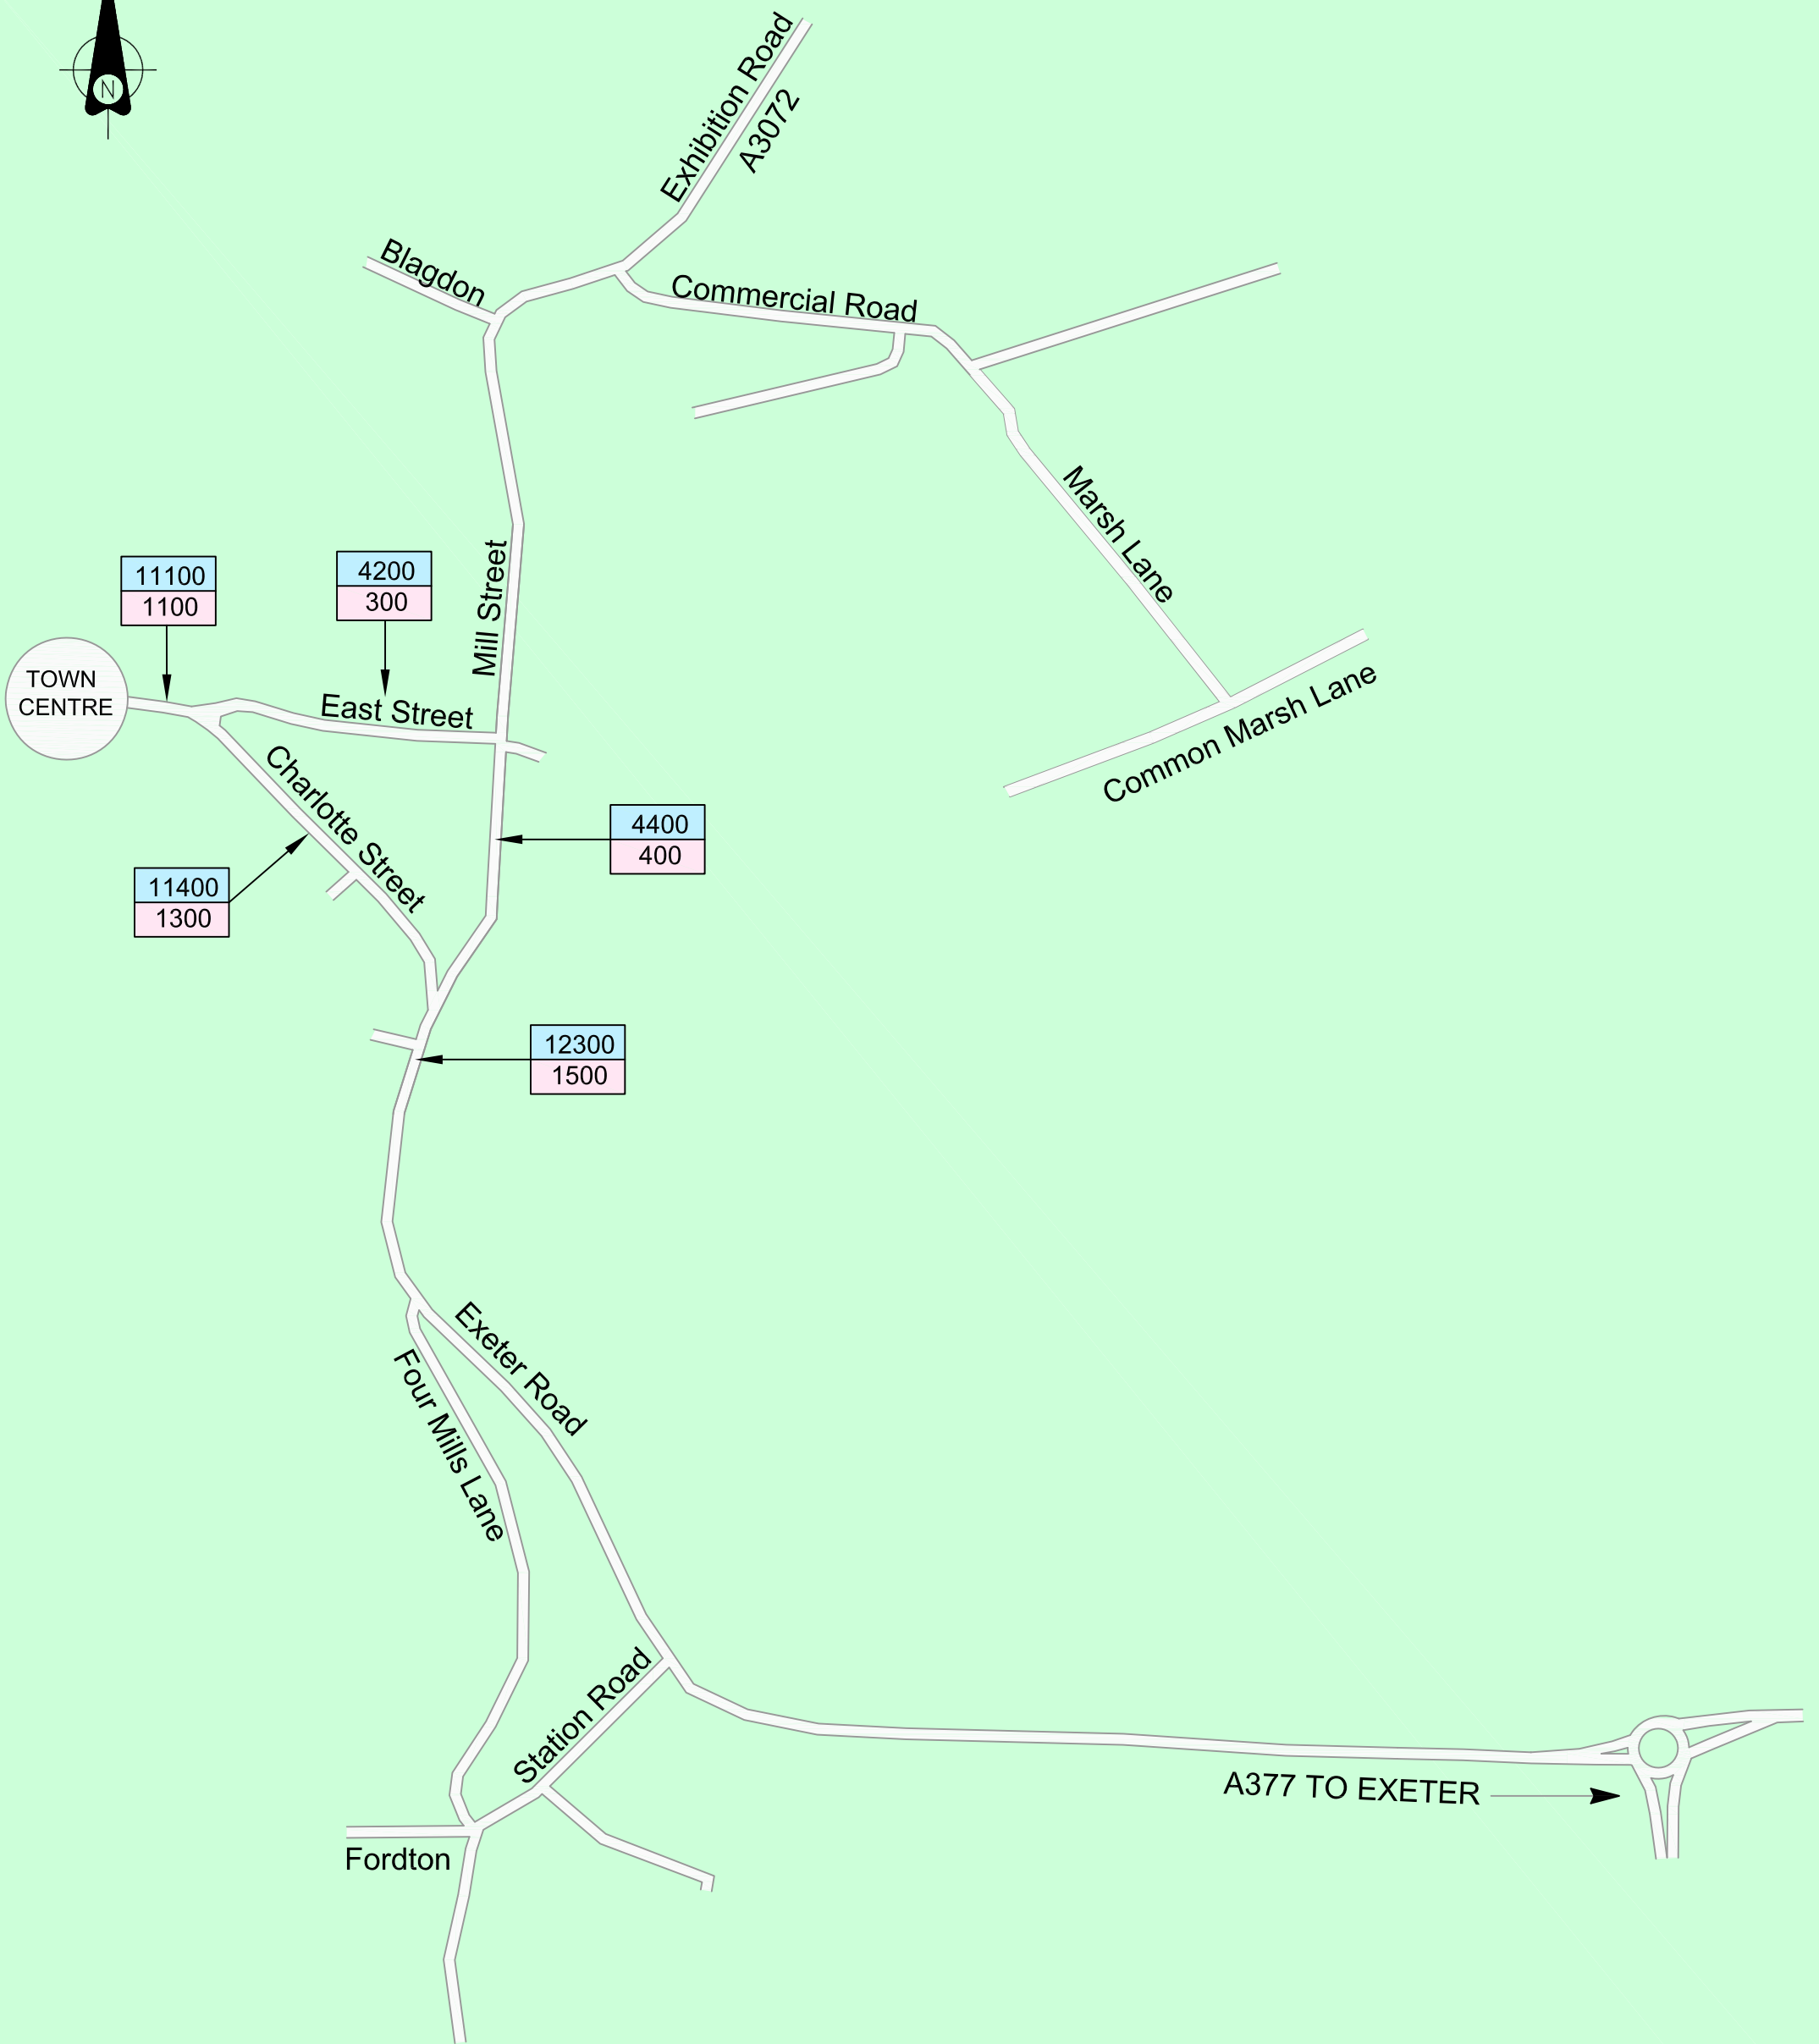 N
Exhibition Road
A3072
Blagdon
Commercial Road
Marsh Lane
Mill Street
11100
1100
4200
300
TOWN
CENTRE
East Street
Common Marsh Lane
Charlotte Street
4400
400
11400
1300
12300
1500
Exeter Road
Four Mills Lane
Station Road
A377 TO EXETER
Fordton